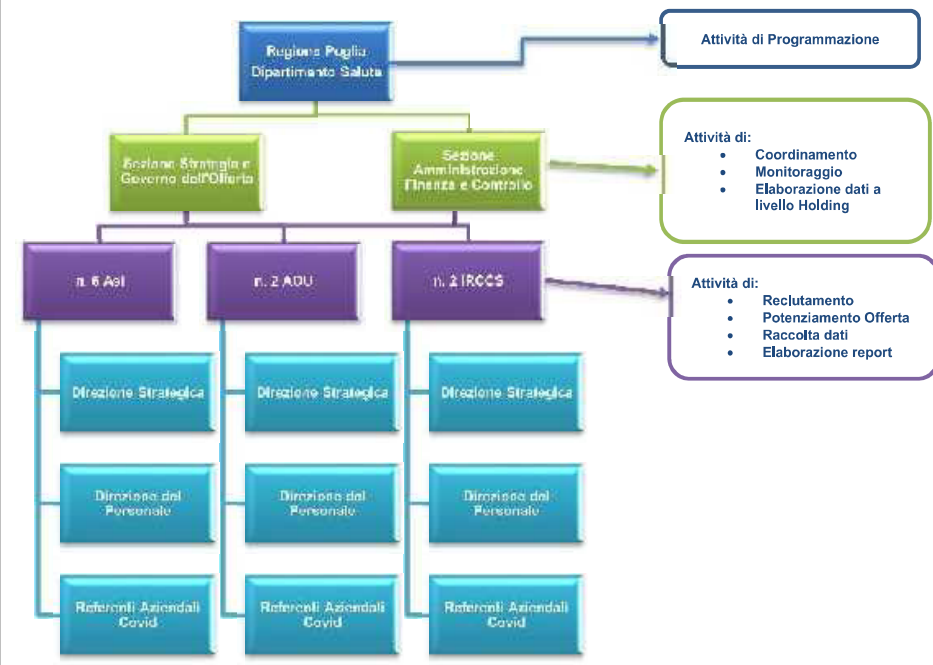 Regione Puglia
Dipartimento Salute
Attività di Programmazione
Sezione Strategia e
Governo dell'Offerta
Sezione
Amministrazione
Finanza e Controllo
Attività di:
• Coordinamento
• Monitoraggio
• Elaborazione dati a
livello Holding
n. 6 Asl
n. 2 AOU
n. 2 IRCCS
Attività di:
• Reclutamento
• Potenziamento Offerta
• Raccolta dati
• Elaborazione report
Direzione Strategica
Direzione Strategica
Direzione Strategica
Direzione del
Personale
Direzione del
Personale
Direzione del
Personale
Referenti Aziendali
Covid
Referenti Aziendali
Covid
Referenti Aziendali
Covid